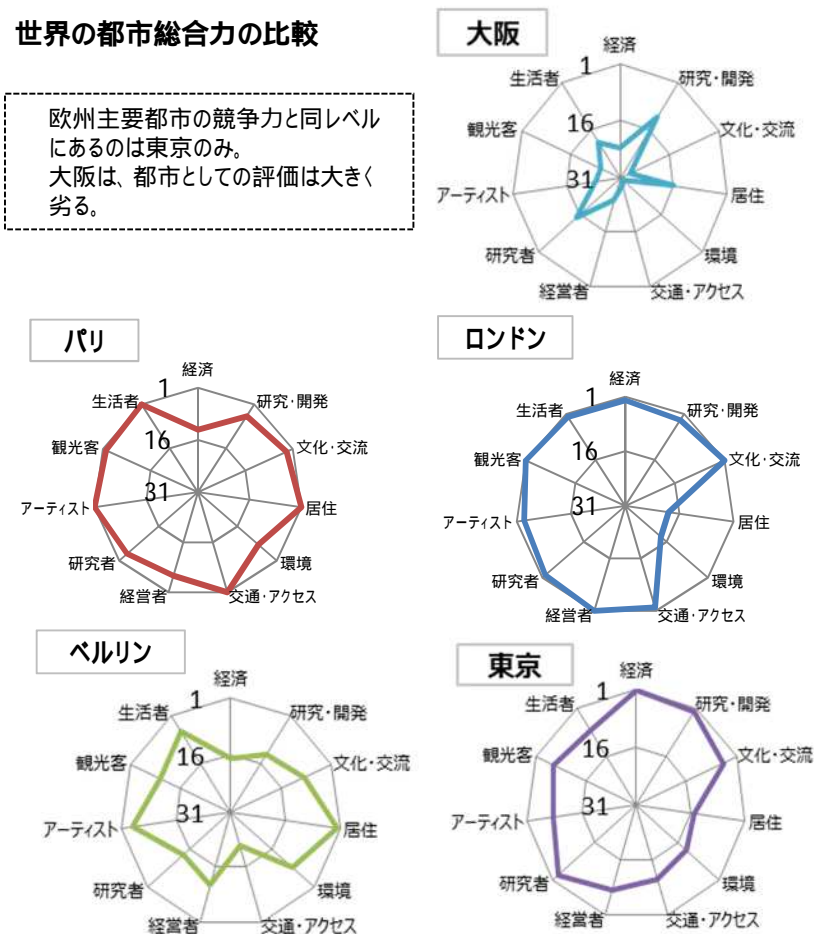 世界の都市総合力の比較
欧州主要都市の競争力と同レベル
にあるのは東京のみ。
大阪は、都市としての評価は大きく
劣る。
大阪
経済
研究・開発
文化・交流
居住
環境
交通・アクセス
経営者
研究者
アーティスト
観光客
生活者
1
16
31
パリ
経済
研究・開発
文化・交流
居住
環境
交通・アクセス
経営者
研究者
アーティスト
観光客
生活者
1
16
31
ロンドン
経済
研究・開発
文化・交流
居住
環境
交通・アクセス
経営者
研究者
アーティスト
観光客
生活者
1
16
31
ベルリン
経済
研究・開発
文化・交流
居住
環境
交通・アクセス
経営者
研究者
アーティスト
観光客
生活者
1
16
31
東京
経済
研究・開発
文化・交流
居住
環境
交通・アクセス
経営者
研究者
アーティスト
観光客
生活者
1
16
31